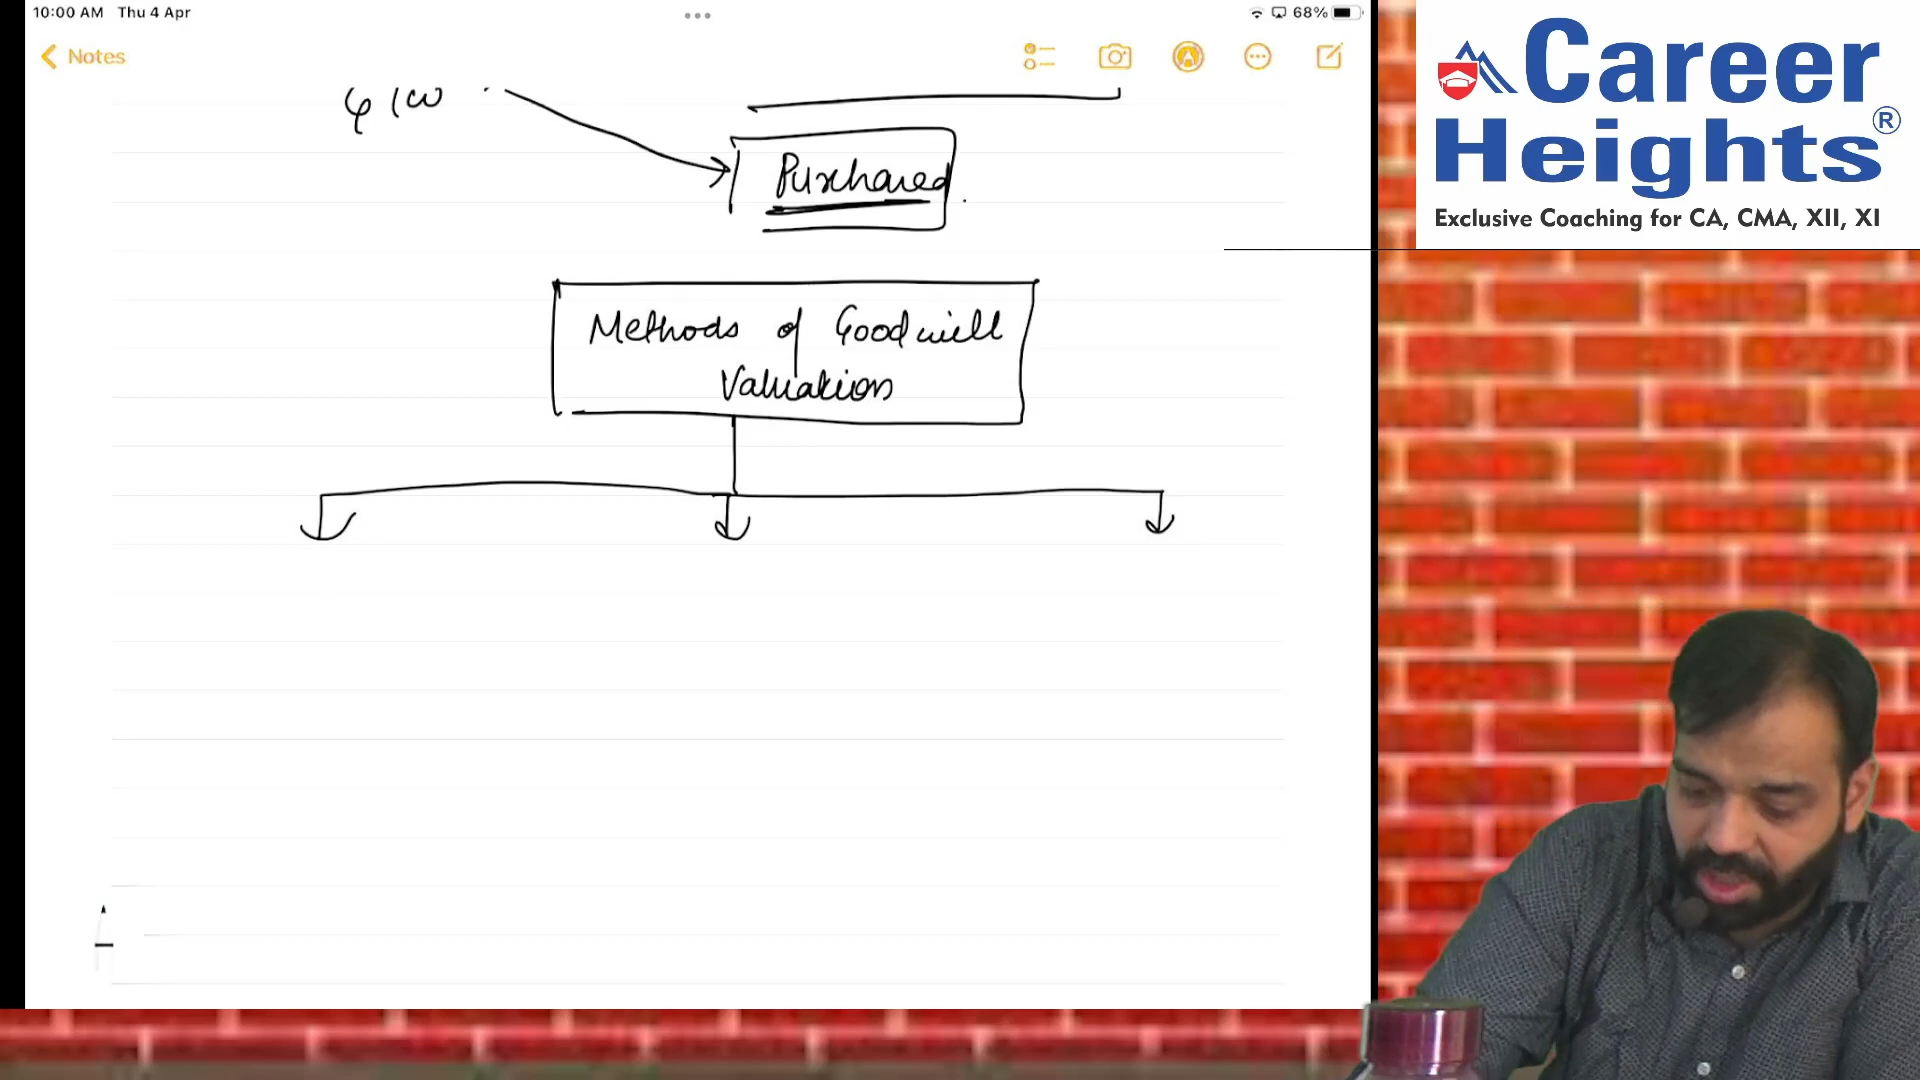 10:00 AM Thu 4 Apr
68%
Notes
Purchased
Methods of Goodwill
Valuation
Career
Heights®
Exclusive Coaching for CA, CMA, XII, XI